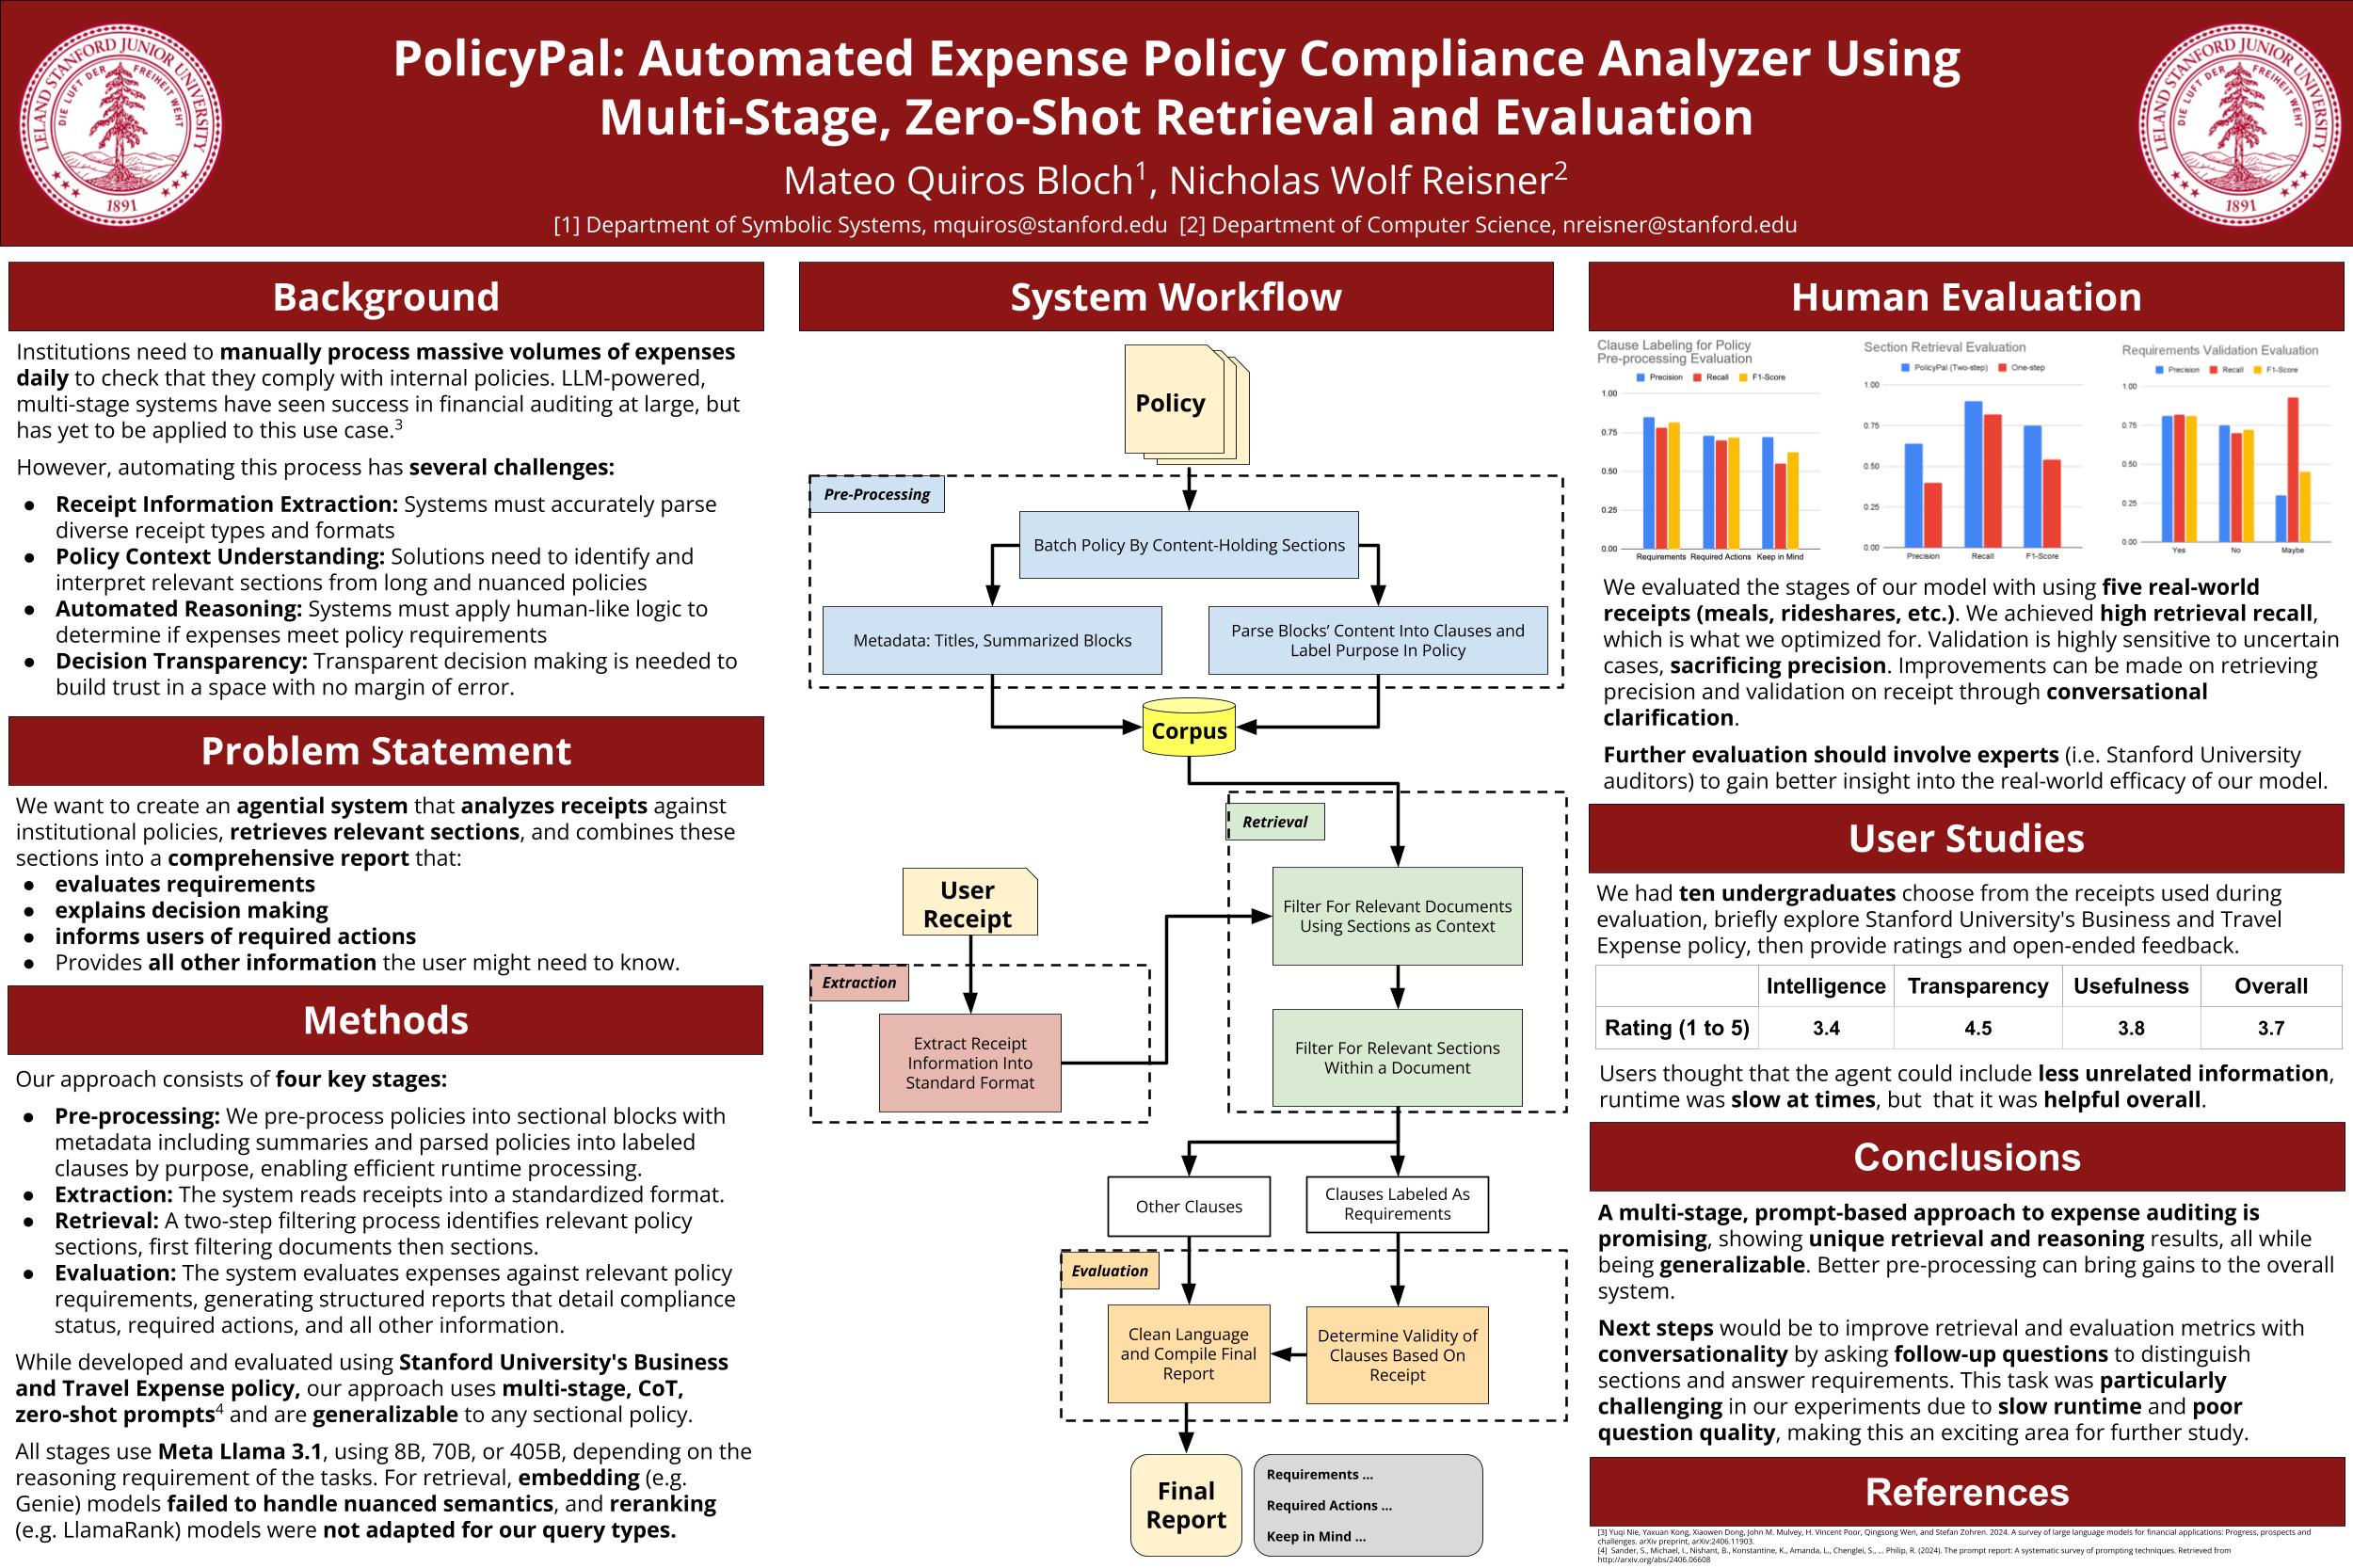 PolicyPal: Automated Expense Policy Compliance Analyzer Using
Multi-Stage, Zero-Shot Retrieval and Evaluation
Mateo Quiros Bloch1, Nicholas Wolf Reisner2
[1] Department of Symbolic Systems, mquiros@stanford.edu [2] Department of Computer Science, nreisner@stanford.edu
LELAND STANFORD JUNIOR UNIVERSITY
DIE LUFT DER FREIHEIT WEHT
1891
LELAND STANFORD JUNIOR UNIVERSITY
DIE LUFT DER FREIHEIT WEHT
1891
Background
Institutions need to manually process massive volumes of expenses
daily to check that they comply with internal policies. LLM-powered,
multi-stage systems have seen success in financial auditing at large, but
has yet to be applied to this use case.3
However, automating this process has several challenges:
● Receipt Information Extraction: Systems must accurately parse
diverse receipt types and formats
● Policy Context Understanding: Solutions need to identify and
interpret relevant sections from long and nuanced policies
● Automated Reasoning: Systems must apply human-like logic to
determine if expenses meet policy requirements
● Decision Transparency: Transparent decision making is needed to
build trust in a space with no margin of error.
Problem Statement
We want to create an agential system that analyzes receipts against
institutional policies, retrieves relevant sections, and combines these
sections into a comprehensive report that:
● evaluates requirements
● explains decision making
● informs users of required actions
● Provides all other information the user might need to know.
Methods
Our approach consists of four key stages:
● Pre-processing: We pre-process policies into sectional blocks with
metadata including summaries and parsed policies into labeled
clauses by purpose, enabling efficient runtime processing.
● Extraction: The system reads receipts into a standardized format.
● Retrieval: A two-step filtering process identifies relevant policy
sections, first filtering documents then sections.
● Evaluation: The system evaluates expenses against relevant policy
requirements, generating structured reports that detail compliance
status, required actions, and all other information.
While developed and evaluated using Stanford University's Business
and Travel Expense policy, our approach uses multi-stage, CoT,
zero-shot prompts4 and are generalizable to any sectional policy.
All stages use Meta Llama 3.1, using 8B, 70B, or 405B, depending on the
reasoning requirement of the tasks. For retrieval, embedding (e.g.
Genie) models failed to handle nuanced semantics, and reranking
(e.g. LlamaRank) models were not adapted for our query types.
System Workflow
Policy
Pre-Processing
Batch Policy By Content-Holding Sections
Metadata: Titles, Summarized Blocks
Parse Blocks’ Content Into Clauses and
Label Purpose In Policy
Corpus
Retrieval
User
Receipt
Filter For Relevant Documents
Using Sections as Context
Extraction
Extract Receipt
Information Into
Standard Format
Filter For Relevant Sections
Within a Document
Other Clauses
Clauses Labeled As
Requirements
Evaluation
Clean Language
and Compile Final
Report
Determine Validity of
Clauses Based On
Receipt
Final
Report
Requirements ...
Required Actions ...
Keep in Mind ...
Human Evaluation
Clause Labeling for Policy
Pre-processing Evaluation
Precision Recall F1-Score
1.00
0.75
0.50
0.25
0.00
Requirements Required Actions Keep in Mind
Section Retrieval Evaluation
PolicyPal (Two-step) One-step
1.00
0.75
0.50
0.25
0.00
Precision Recall F1-Score
Requirements Validation Evaluation
Precision Recall F1-Score
1.00
0.75
0.50
0.25
0.00
Yes No Maybe
We evaluated the stages of our model with using five real-world
receipts (meals, rideshares, etc.). We achieved high retrieval recall,
which is what we optimized for. Validation is highly sensitive to uncertain
cases, sacrificing precision. Improvements can be made on retrieving
precision and validation on receipt through conversational
clarification.
Further evaluation should involve experts (i.e. Stanford University
auditors) to gain better insight into the real-world efficacy of our model.
User Studies
We had ten undergraduates choose from the receipts used during
evaluation, briefly explore Stanford University's Business and Travel
Expense policy, then provide ratings and open-ended feedback.
Intelligence Transparency Usefulness Overall
Rating (1 to 5) 3.4 4.5 3.8 3.7
Users thought that the agent could include less unrelated information,
runtime was slow at times, but that it was helpful overall.
Conclusions
A multi-stage, prompt-based approach to expense auditing is
promising, showing unique retrieval and reasoning results, all while
being generalizable. Better pre-processing can bring gains to the overall
system.
Next steps would be to improve retrieval and evaluation metrics with
conversationality by asking follow-up questions to distinguish
sections and answer requirements. This task was particularly
challenging in our experiments due to slow runtime and poor
question quality, making this an exciting area for further study.
References
[3] Yuqi Nie, Yaxuan Kong, Xiaowen Dong, John M. Mulvey, H. Vincent Poor, Qingsong Wen, and Stefan Zohren. 2024. A survey of large language models for financial applications: Progress, prospects and
challenges. arXiv preprint, arXiv:2406.11903.
[4] Sander, S., Michael, I., Nishant, B., Konstantine, K., Amanda, L., Chenglei, S., ... Philip, R. (2024). The prompt report: A systematic survey of prompting techniques. Retrieved from
http://arxiv.org/abs/2406.06608